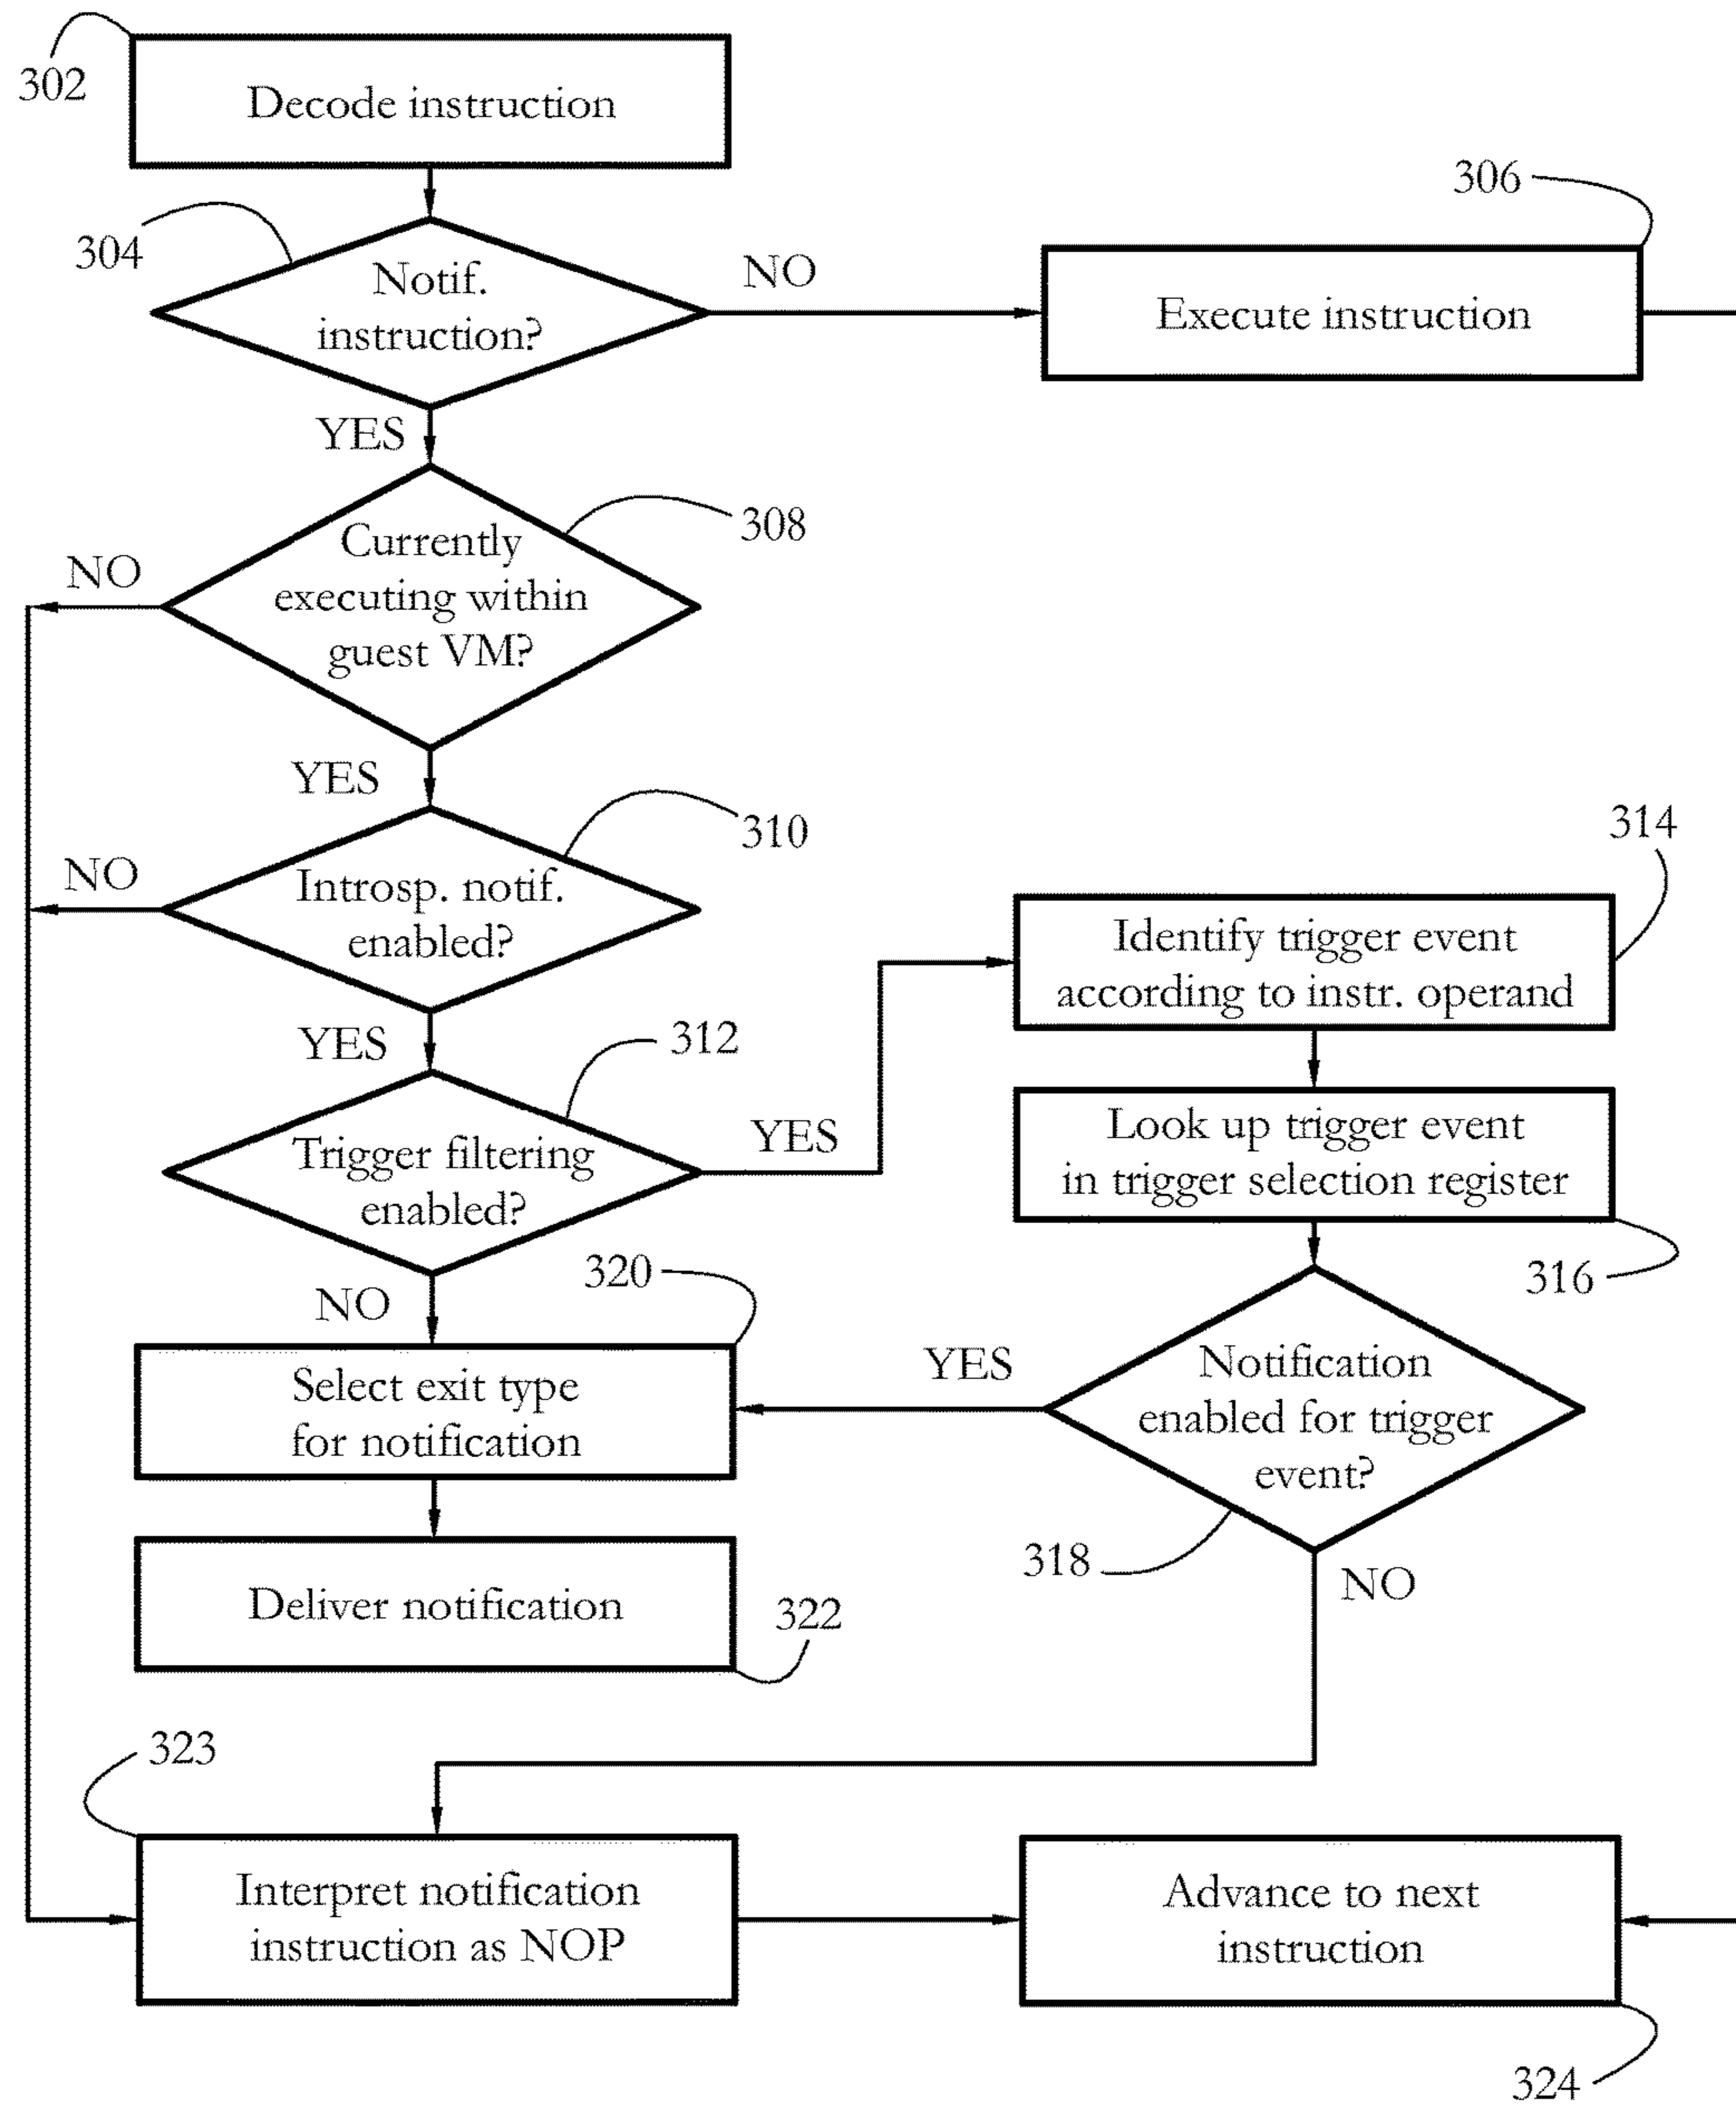 302
Decode instruction
306
304
Notif.
instruction?
NO
Execute instruction
YES
308
Currently
executing within
guest VM?
NO
YES
310
314
NO
Introsp. notif.
enabled?
Identify trigger event
according to instr. operand
YES
312
Look up trigger event
in trigger selection register
YES
Trigger filtering
enabled?
320
316
NO
YES
Notification
enabled for trigger
event?
Select exit type
for notification
318
NO
Deliver notification
322
323
Interpret notification
instruction as NOP
Advance to next
instruction
324